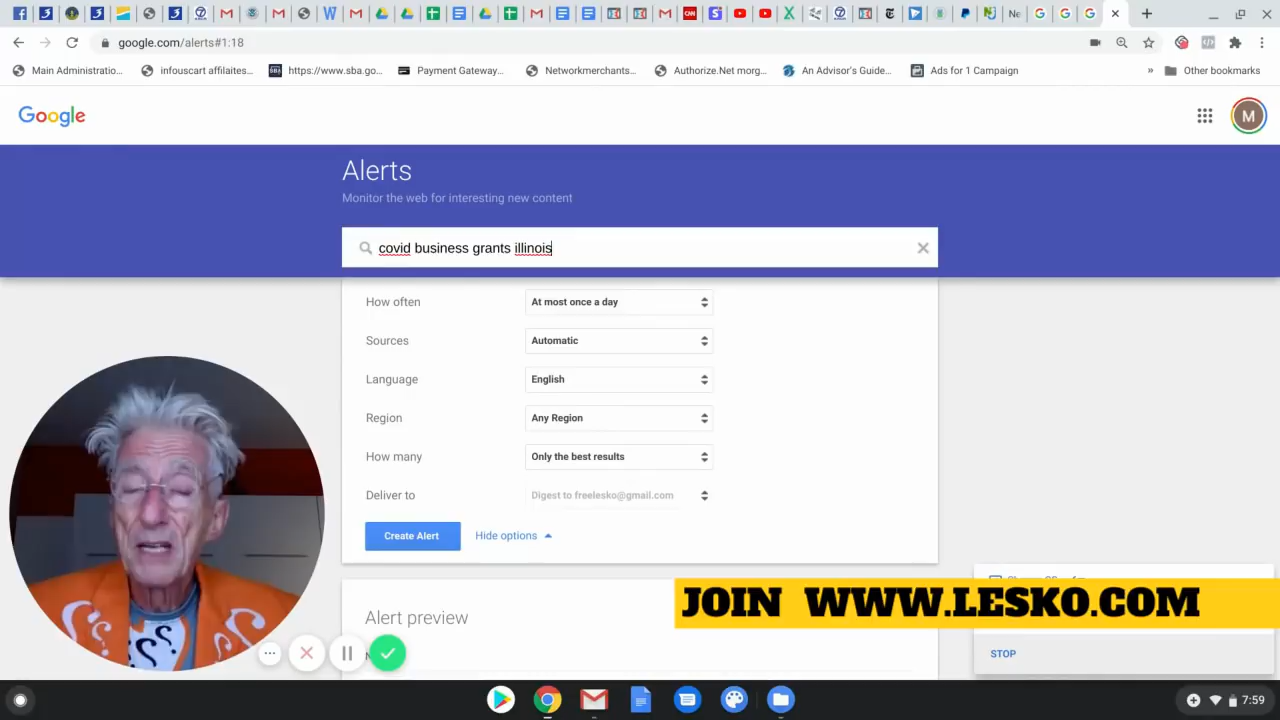 google.com/alerts#1:18
Main Administratio...
infouscart affilaites...
https://www.sba.go...
Payment Gateway...
Networkmerchants...
Authorize.Net morg...
An Advisor's Guide...
Ads for 1 Campaign
»
Other bookmarks
Google
M
Alerts
Monitor the web for interesting new content
covid business grants illinois
How often
At most once a day
Sources
Automatic
Language
English
Region
Any Region
How many
Only the best results
Deliver to
Digest to freelesko@gmail.com
Create Alert
Hide options
Alert preview
JOIN WWW.LESKO.COM
STOP
7:59